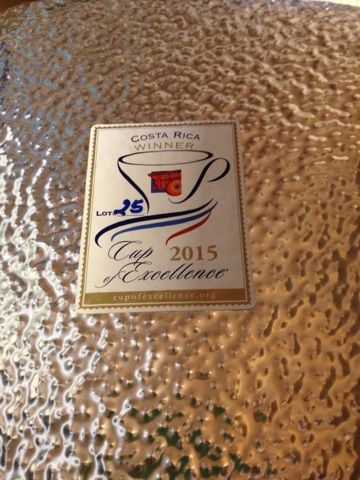 COSTA RICA
WINNER
LOT: 25
Cup 2015
of Excellence
cupofexcellence.org